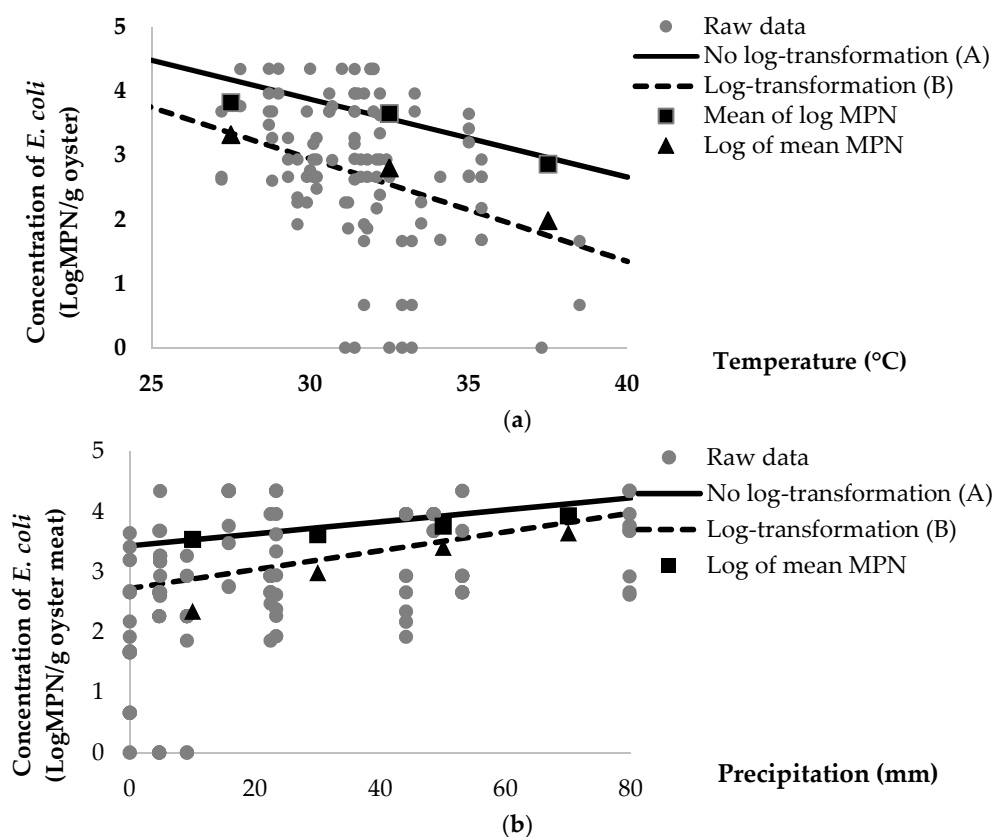 5
4
3
2
1
0
25
30
35
40
Concentration of E. coli
(LogMPN/g oyster)
Temperature (°C)
Raw data
No log-transformation (A)
Log-transformation (B)
Mean of log MPN
Log of mean MPN
(a)
5
4
3
2
1
0
0
20
40
60
80
Concentration of E. coli
(LogMPN/g oyster meat)
Precipitation (mm)
Raw data
No log-transformation (A)
Log-transformation (B)
Log of mean MPN
(b)